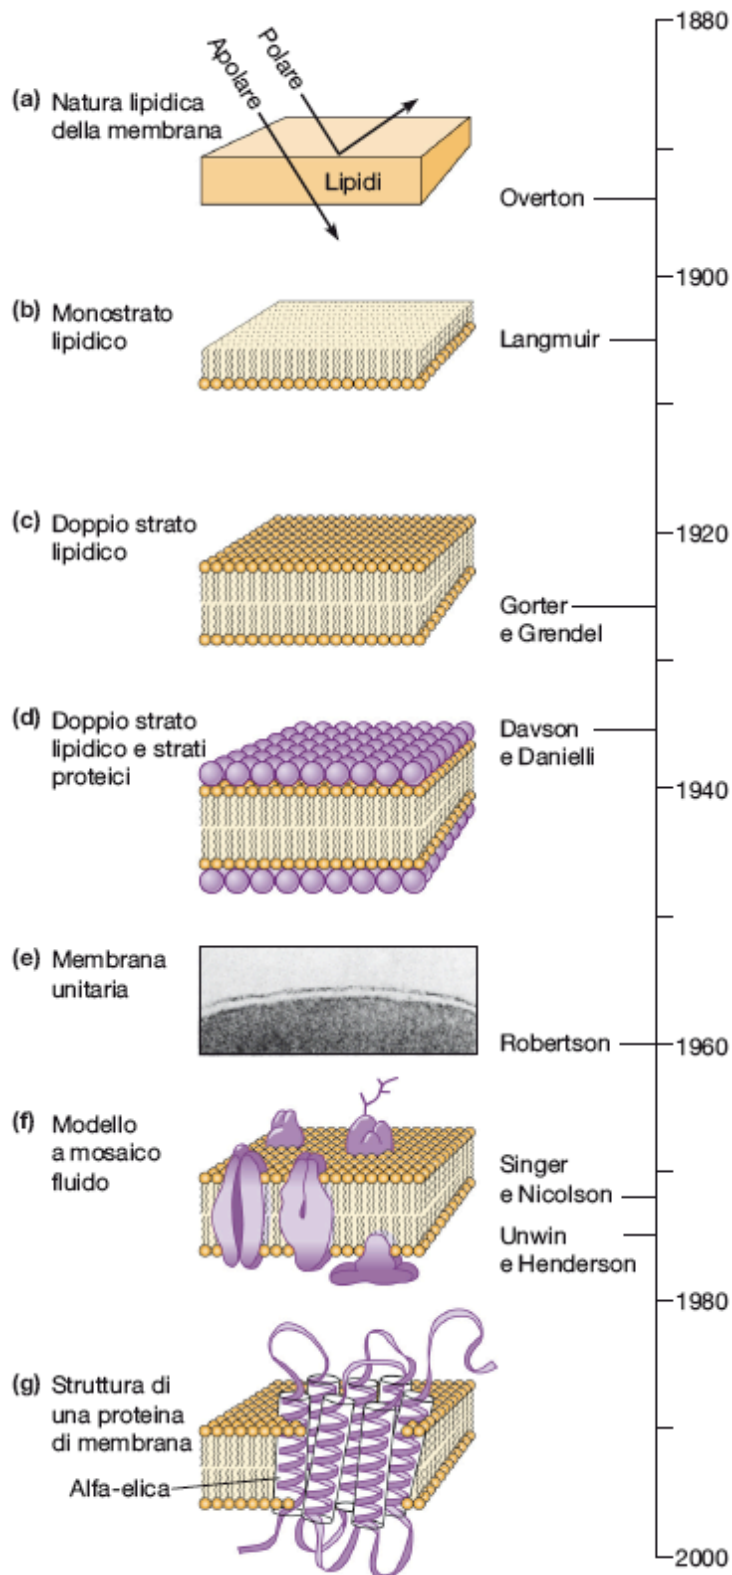 1880
Apolare
Polare
(a) Natura lipidica
della membrana
Lipidi
Overton
1900
(b) Monostrato
lipidico
Langmuir
(c) Doppio strato
lipidico
1920
Gorter
e Grendel
(d) Doppio strato
lipidico e strati
proteici
Davson
e Danielli
1940
(e) Membrana
unitaria
Robertson
1960
(f) Modello
a mosaico
fluido
Singer
e Nicolson
Unwin
e Henderson
1980
(g) Struttura di
una proteina
di membrana
Alfa-elica
2000